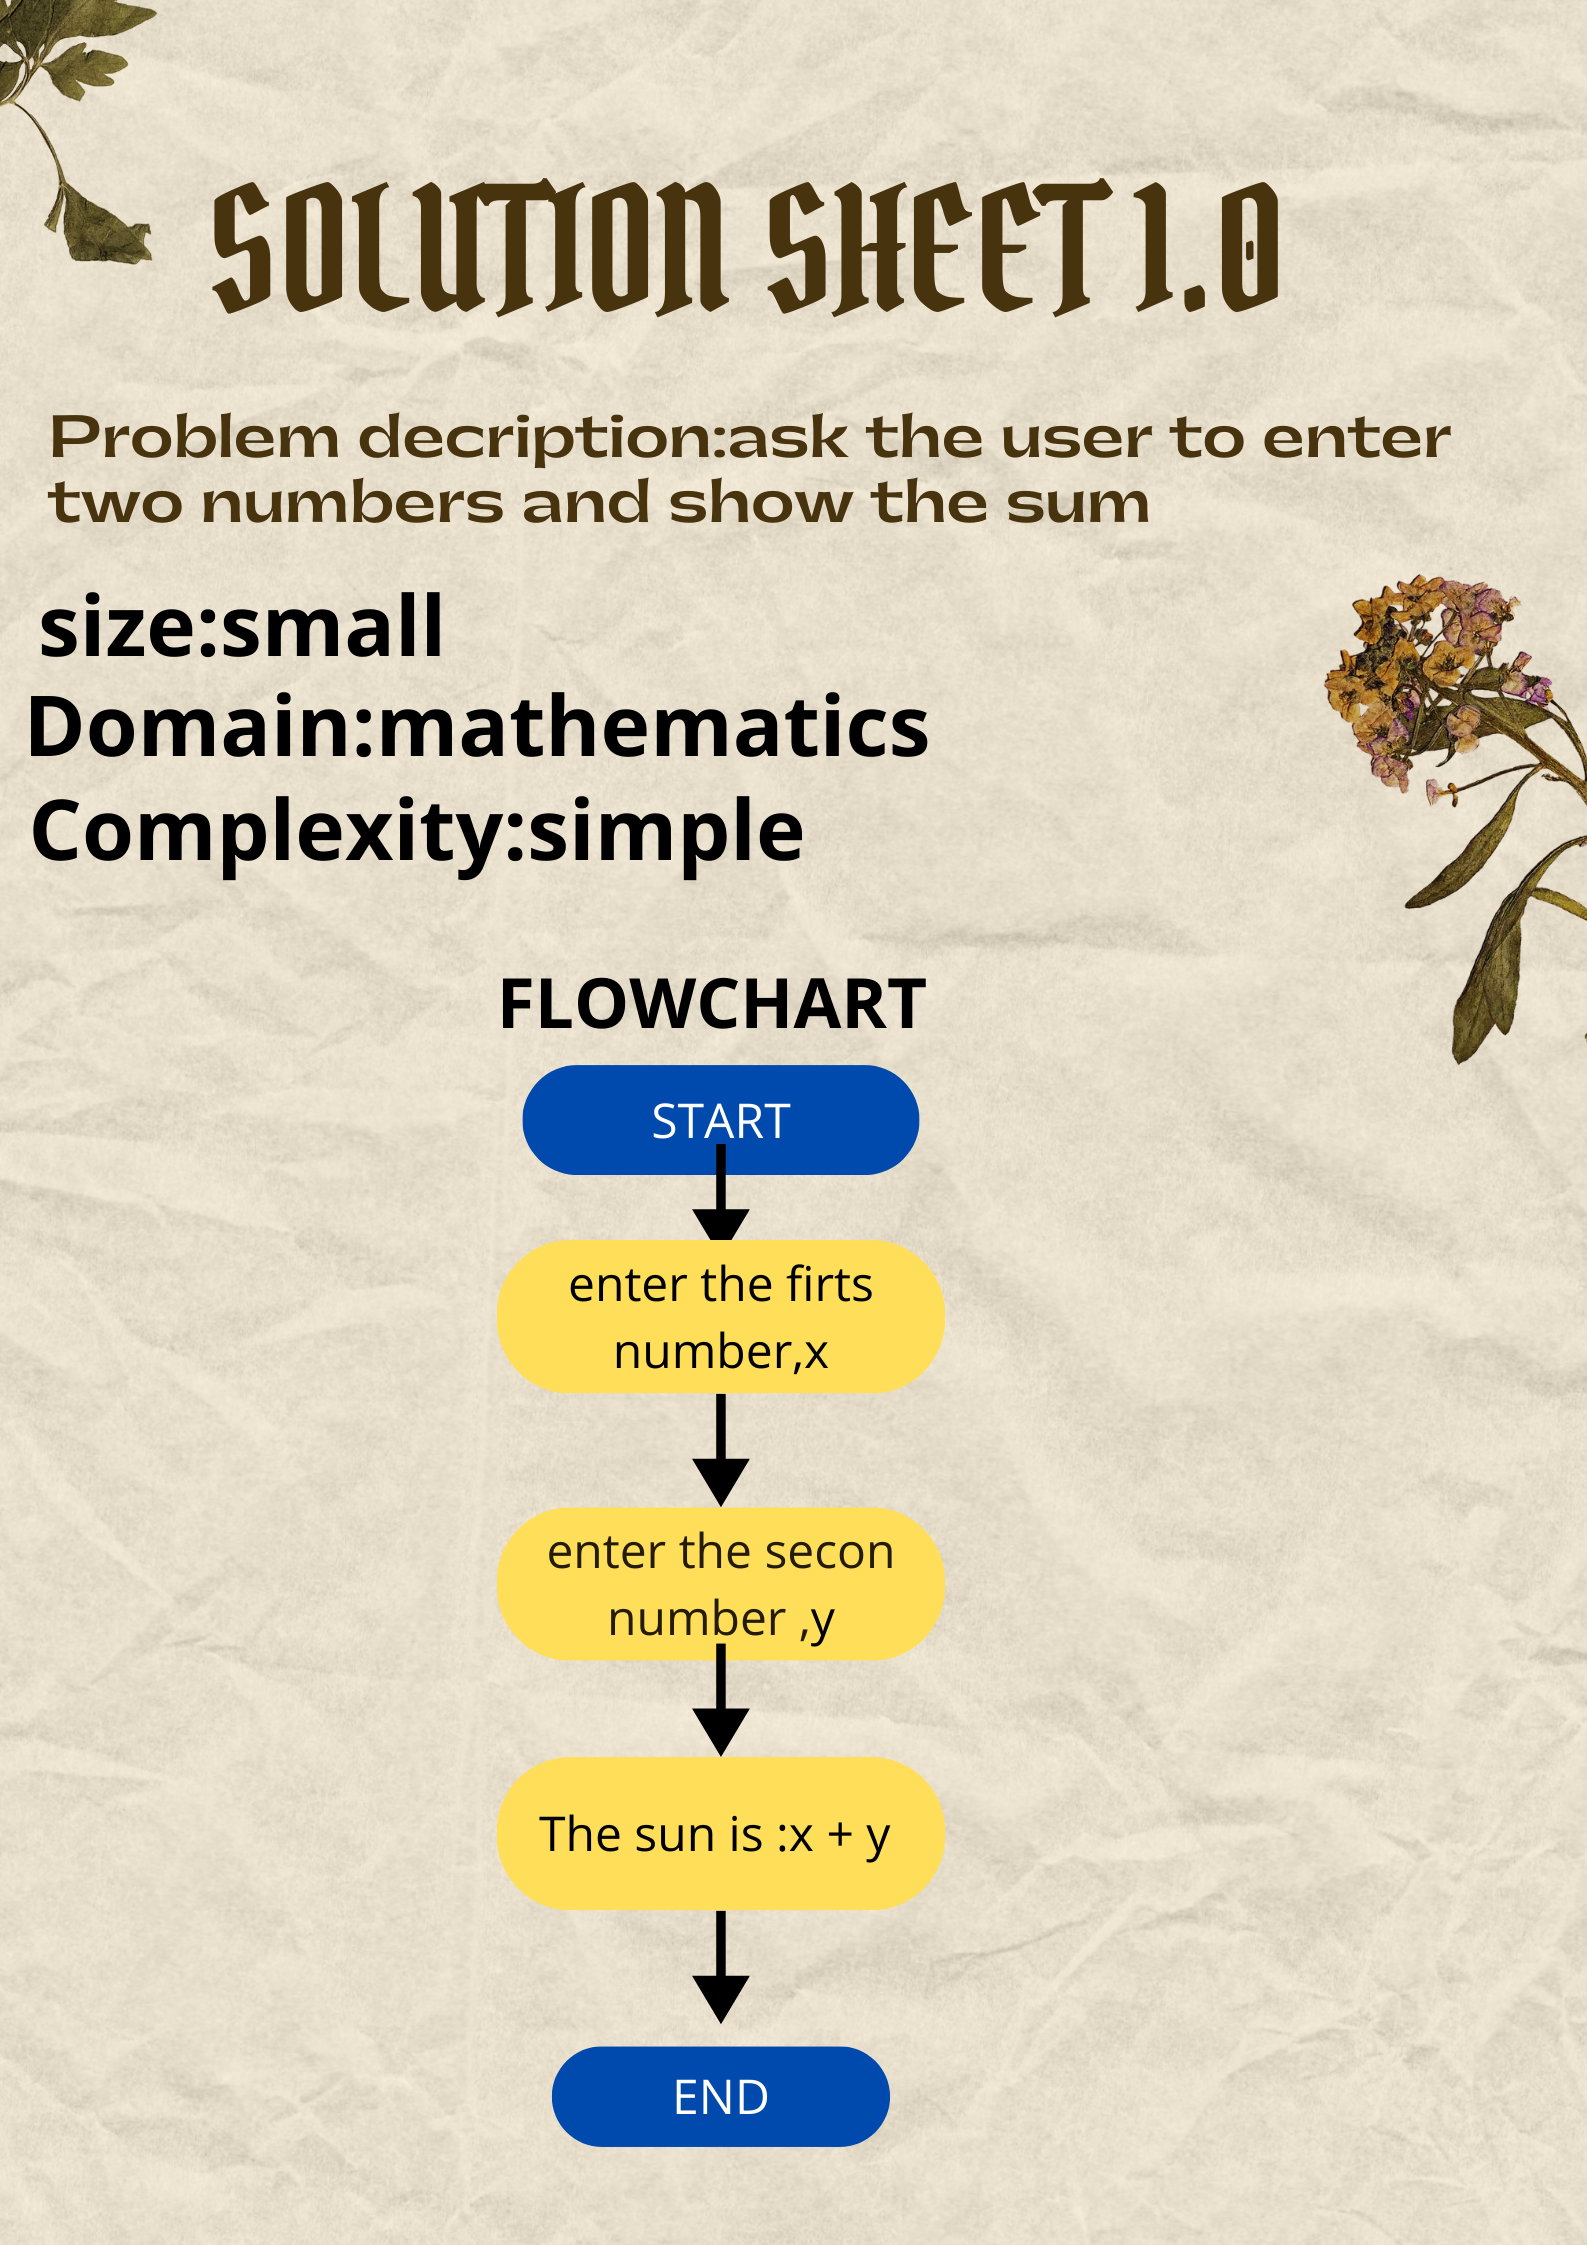 SOLUTION SHEET 1.0
Problem decription:ask the user to enter
two numbers and show the sum
size:small
Domain:mathematics
Complexity:simple
FLOWCHART
START
enter the firts
number,x
enter the secon
number ,y
The sun is :x + y
END